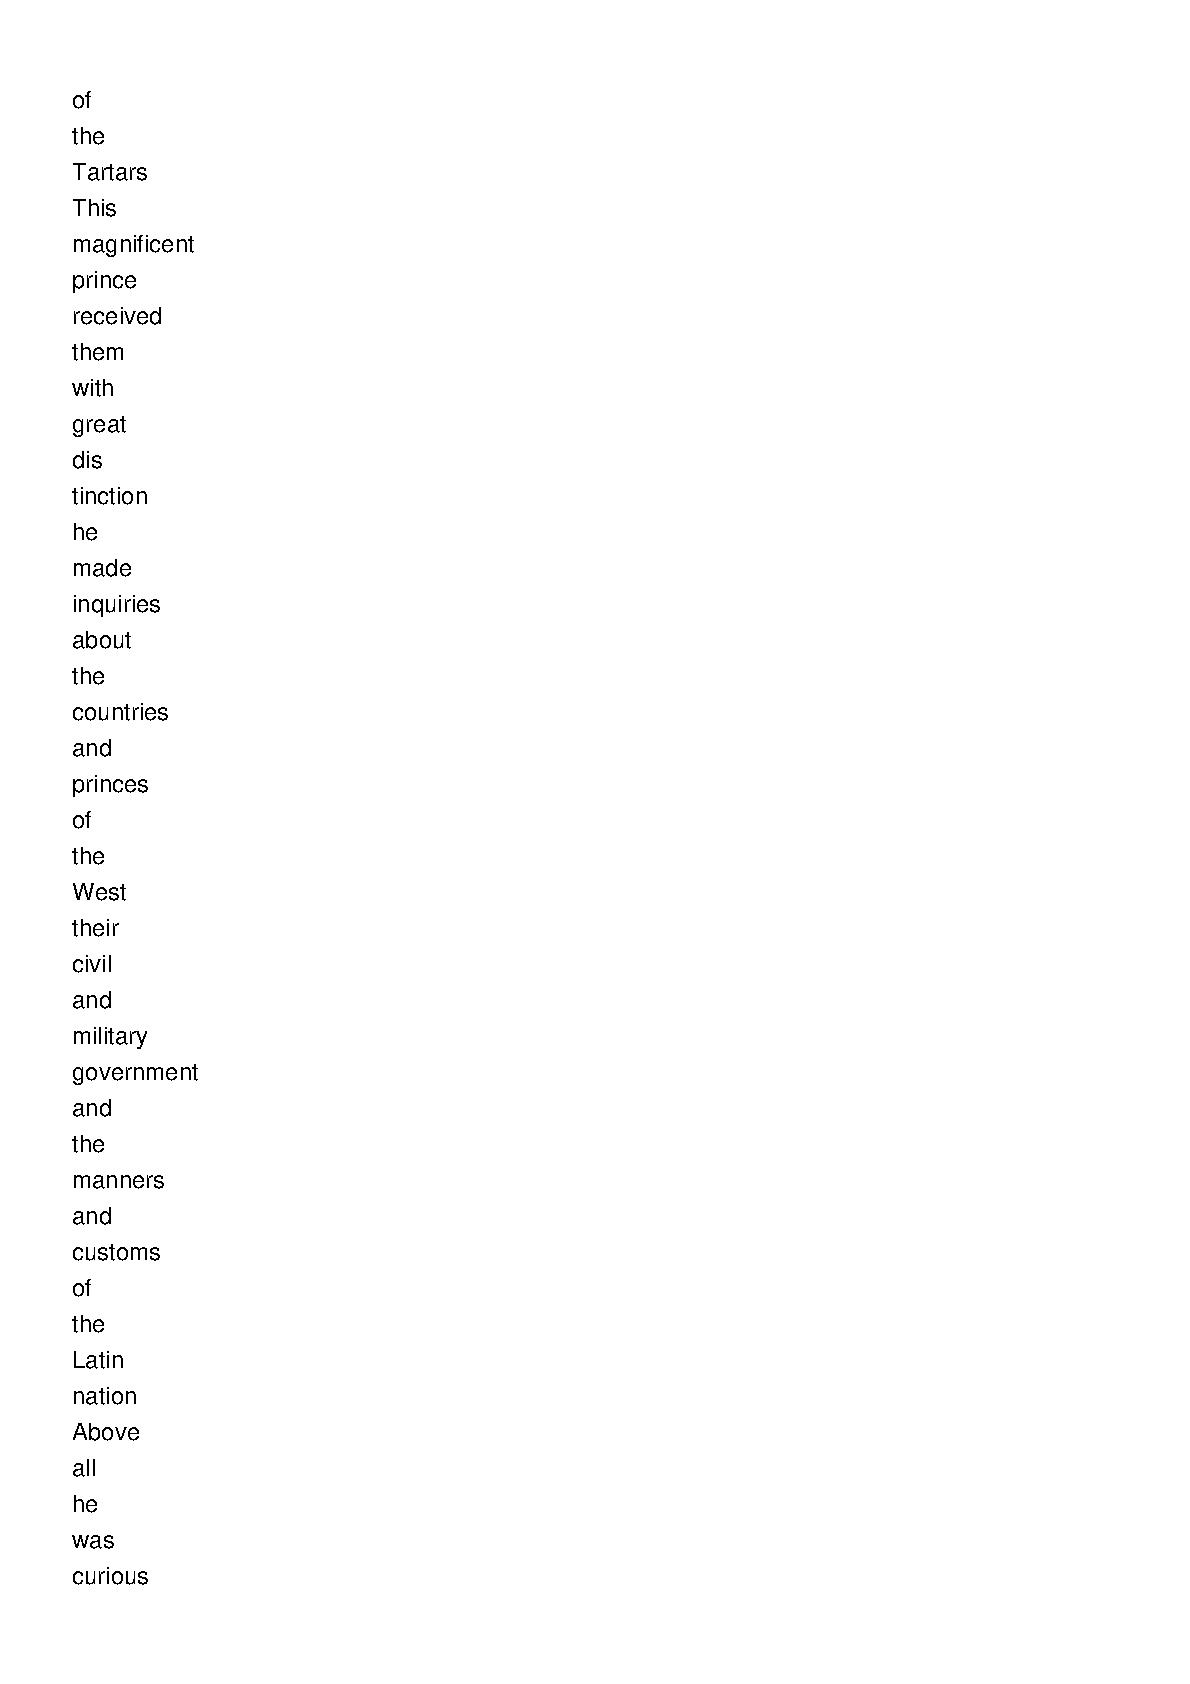 of
the
Tartars
This
magnificent
prince
received
them
with
great
dis
tinction
he
made
inquiries
about
the
countries
and
princes
of
the
West
their
civil
and
military
government
and
the
manners
and
customs
of
the
Latin
nation
Above
all
he
was
curious